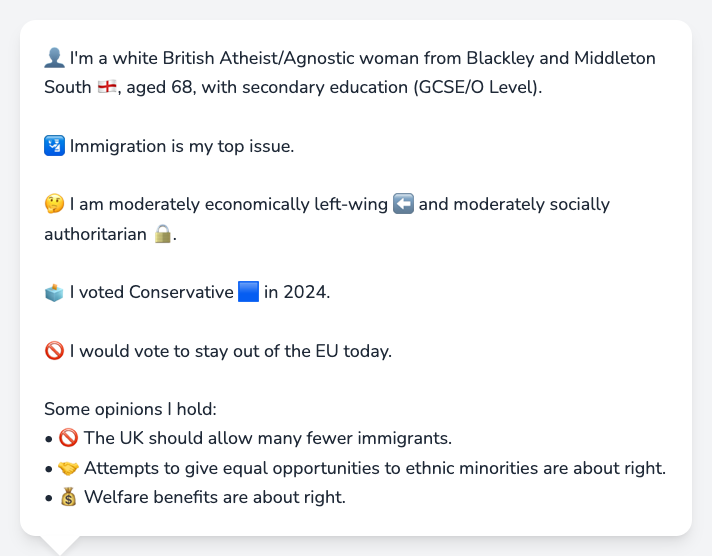 👤 I'm a white British Atheist/Agnostic woman from Blackley and Middleton
South 🏴󠁧󠁢󠁥󠁮󠁧󠁿, aged 68, with secondary education (GCSE/O Level).
🛂 Immigration is my top issue.
🤔 I am moderately economically left-wing ⬅️ and moderately socially
authoritarian 🔒.
🗳️ I voted Conservative 🟦 in 2024.
🚫 I would vote to stay out of the EU today.
Some opinions I hold:
• 🚫 The UK should allow many fewer immigrants.
• 🤝 Attempts to give equal opportunities to ethnic minorities are about right.
• 💰 Welfare benefits are about right.